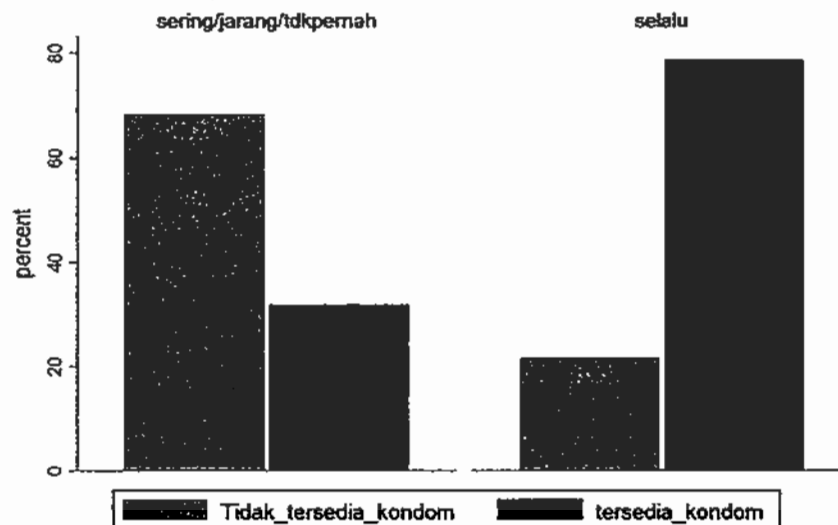 sering/jarang/tdkpernah selalu
80
60
40
20
0
percent
Tidak_tersedia_kondom tersedia_kondom